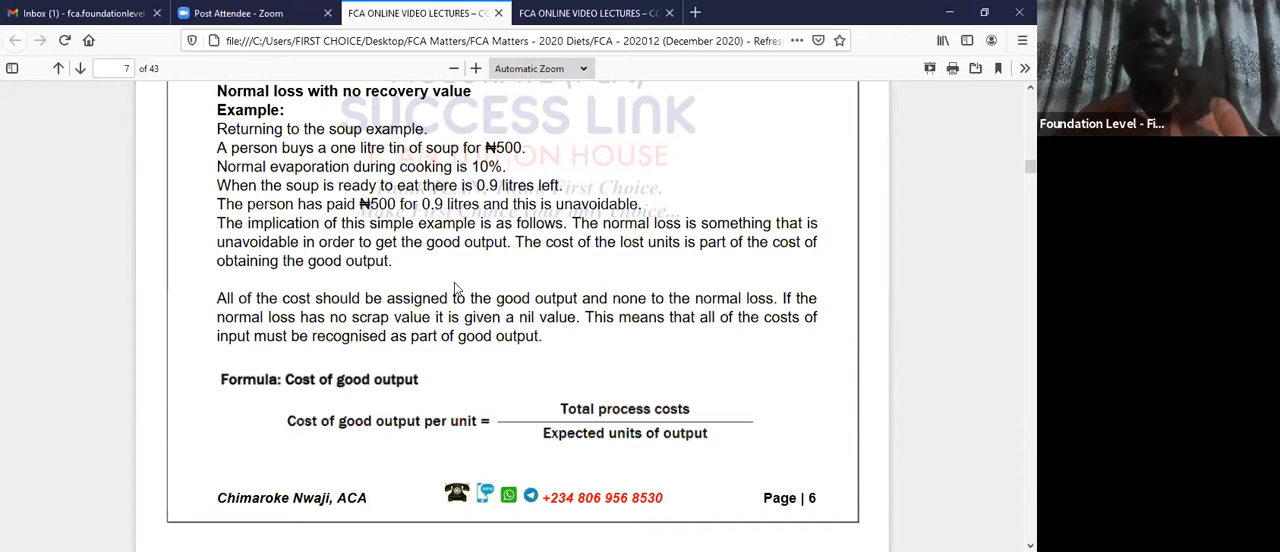 Inbox (1) - fca.foundationlevel
Post Attendee - Zoom
FCA ONLINE VIDEO LECTURES – CO
FCA ONLINE VIDEO LECTURES – CO
file:///C:/Users/FIRST CHOICE/Desktop/FCA Matters/FCA Matters - 2020 Diets/FCA - 202012 (December 2020) - Refres
7 of 43
Automatic Zoom
Foundation Level - Fi...
Normal loss with no recovery value
SUCCESS LINK
Example:
Returning to the soup example.
A person buys a one litre tin of soup for ₦500.
Normal evaporation during cooking is 10%.
When the soup is ready to eat there is 0.9 litres left.
The person has paid ₦500 for 0.9 litres and this is unavoidable.
The implication of this simple example is as follows. The normal loss is something that is
unavoidable in order to get the good output. The cost of the lost units is part of the cost of
obtaining the good output.
All of the cost should be assigned to the good output and none to the normal loss. If the
normal loss has no scrap value it is given a nil value. This means that all of the costs of
input must be recognised as part of good output.
Formula: Cost of good output
Total process costs
Cost of good output per unit =
Expected units of output
Chimaroke Nwaji, ACA +234 806 956 8530 Page | 6